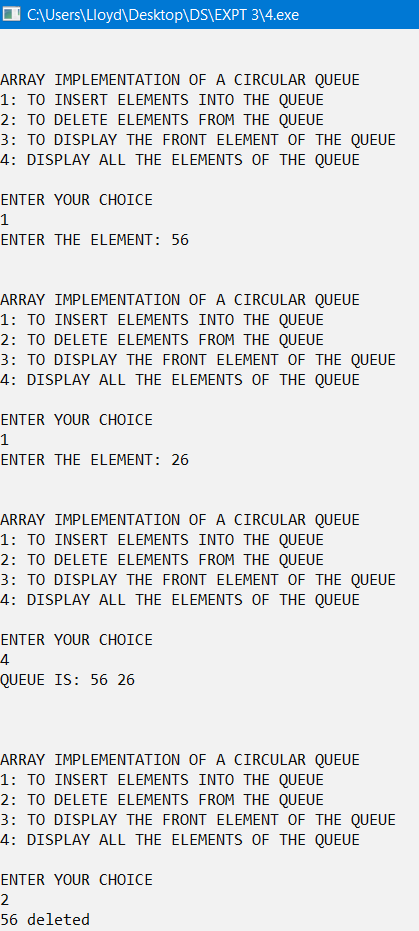 C:\Users\Lloyd\Desktop\DS\EXPT 3\4.exe
ARRAY IMPLEMENTATION OF A CIRCULAR QUEUE
1: TO INSERT ELEMENTS INTO THE QUEUE
2: TO DELETE ELEMENTS FROM THE QUEUE
3: TO DISPLAY THE FRONT ELEMENT OF THE QUEUE
4: DISPLAY ALL THE ELEMENTS OF THE QUEUE
ENTER YOUR CHOICE
1
ENTER THE ELEMENT: 56
ARRAY IMPLEMENTATION OF A CIRCULAR QUEUE
1: TO INSERT ELEMENTS INTO THE QUEUE
2: TO DELETE ELEMENTS FROM THE QUEUE
3: TO DISPLAY THE FRONT ELEMENT OF THE QUEUE
4: DISPLAY ALL THE ELEMENTS OF THE QUEUE
ENTER YOUR CHOICE
1
ENTER THE ELEMENT: 26
ARRAY IMPLEMENTATION OF A CIRCULAR QUEUE
1: TO INSERT ELEMENTS INTO THE QUEUE
2: TO DELETE ELEMENTS FROM THE QUEUE
3: TO DISPLAY THE FRONT ELEMENT OF THE QUEUE
4: DISPLAY ALL THE ELEMENTS OF THE QUEUE
ENTER YOUR CHOICE
4
QUEUE IS: 56 26
ARRAY IMPLEMENTATION OF A CIRCULAR QUEUE
1: TO INSERT ELEMENTS INTO THE QUEUE
2: TO DELETE ELEMENTS FROM THE QUEUE
3: TO DISPLAY THE FRONT ELEMENT OF THE QUEUE
4: DISPLAY ALL THE ELEMENTS OF THE QUEUE
ENTER YOUR CHOICE
2
56 deleted